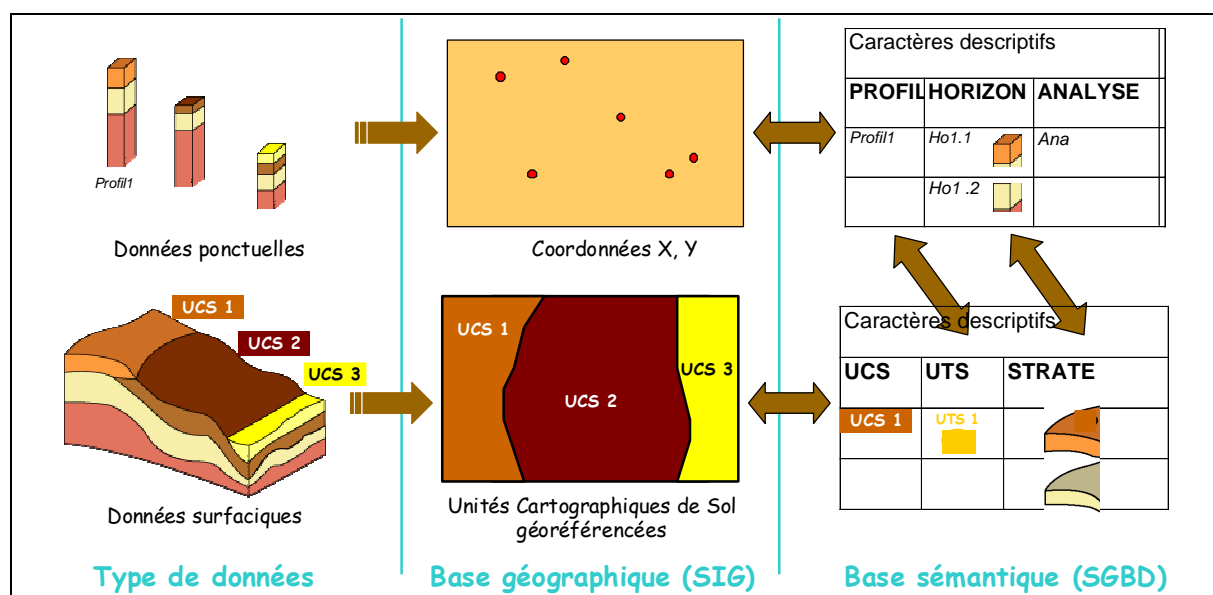 Profil1
Données ponctuelles
Coordonnées X, Y
Caractères descriptifs
PROFIL HORIZON ANALYSE
Profil1 Ho1.1 Ana
Ho1 .2
UCS 1
UCS 2
UCS 3
Données surfaciques
UCS 1
UCS 2
UCS 3
Unités Cartographiques de Sol
géoréférencées
Caractères descriptifs
UCS UTS STRATE
UCS 1 UTS 1
Type de données
Base géographique (SIG)
Base sémantique (SGBD)